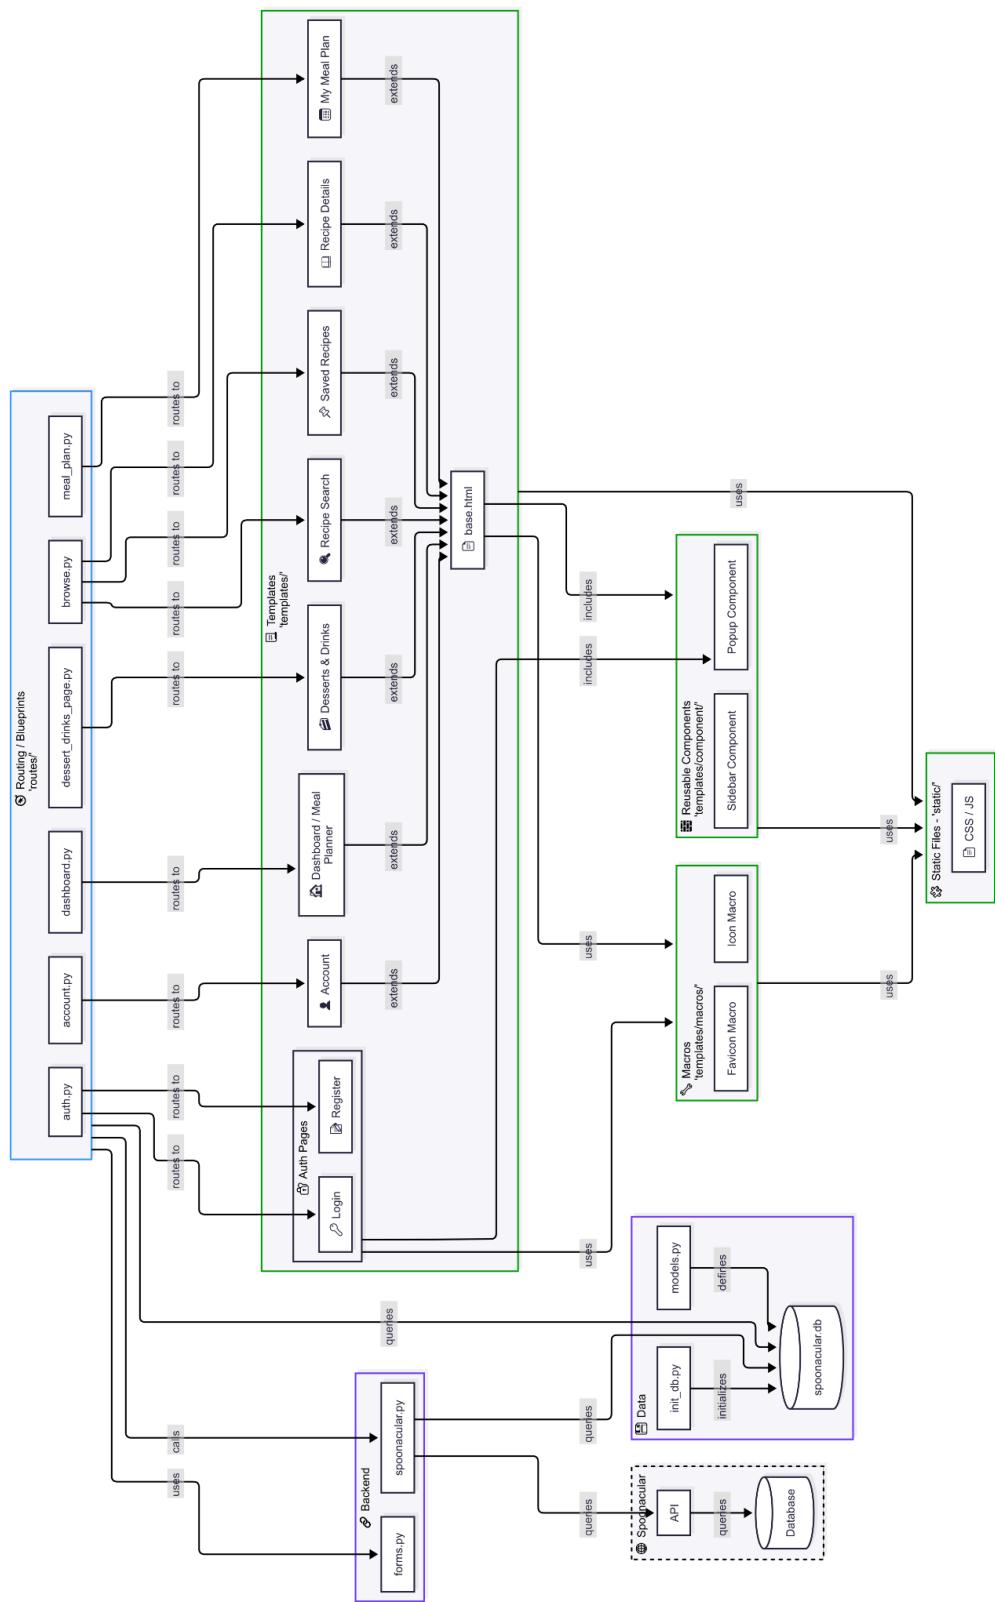 Routing / Blueprints
'routes/'
auth.py
account.py
dashboard.py
dessert_drinks_page.py
browse.py
meal_plan.py
uses
calls
queries
routes to
routes to
routes to
routes to
routes to
routes to
routes to
routes to
routes to
Templates
'templates/'
Auth Pages
Login
Register
Account
Dashboard / Meal
Planner
Desserts & Drinks
Recipe Search
Saved Recipes
Recipe Details
My Meal Plan
extends
extends
extends
extends
extends
extends
extends
base.html
Backend
forms.py
spoonacular.py
queries
queries
uses
uses
includes
includes
uses
Spoonacular
API
queries
Database
Data
init_db.py
models.py
initializes
defines
spoonacular.db
Macros
'templates/macros/'
Favicon Macro
Icon Macro
Reusable Components
'templates/component/'
Sidebar Component
Popup Component
uses
uses
Static Files - 'static/'
CSS / JS